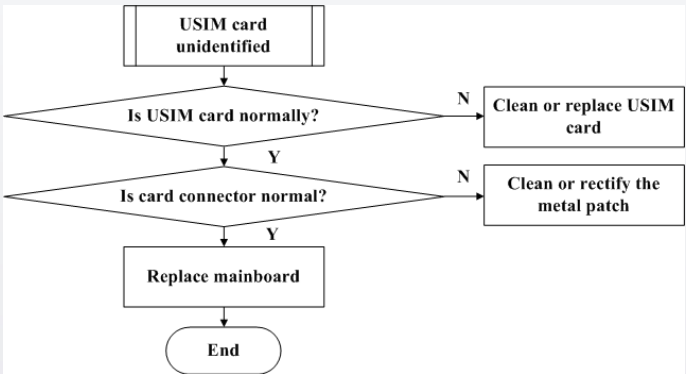 USIM card
unidentified
Is USIM card normally?
N
Clean or replace USIM
card
Y
Is card connector normal?
N
Clean or rectify the
metal patch
Y
Replace mainboard
End